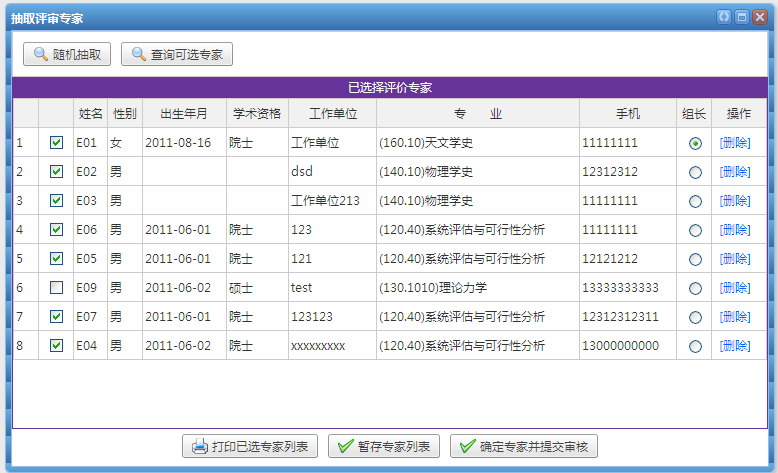 抽取评审专家
随机抽取 查询可选专家
已选择评价专家
姓名 性别 出生年月 学术资格 工作单位 专 业 手机 组长 操作
1 E01 女 2011-08-16 院士 工作单位 (160.10)天文学史 11111111 [删除]
2 E02 男 dsd (140.10)物理学史 12312312 [删除]
3 E03 男 工作单位213 (140.10)物理学史 11111111 [删除]
4 E06 男 2011-06-01 院士 123 (120.40)系统评估与可行性分析 11111111 [删除]
5 E05 男 2011-06-01 院士 121 (120.40)系统评估与可行性分析 12121212 [删除]
6 E09 男 2011-06-02 硕士 test (130.1010)理论力学 13333333333 [删除]
7 E07 男 2011-06-01 院士 123123 (120.40)系统评估与可行性分析 12312312311 [删除]
8 E04 男 2011-06-02 院士 xxxxxxxxx (120.40)系统评估与可行性分析 13000000000 [删除]
打印已选专家列表 暂存专家列表 确定专家并提交审核